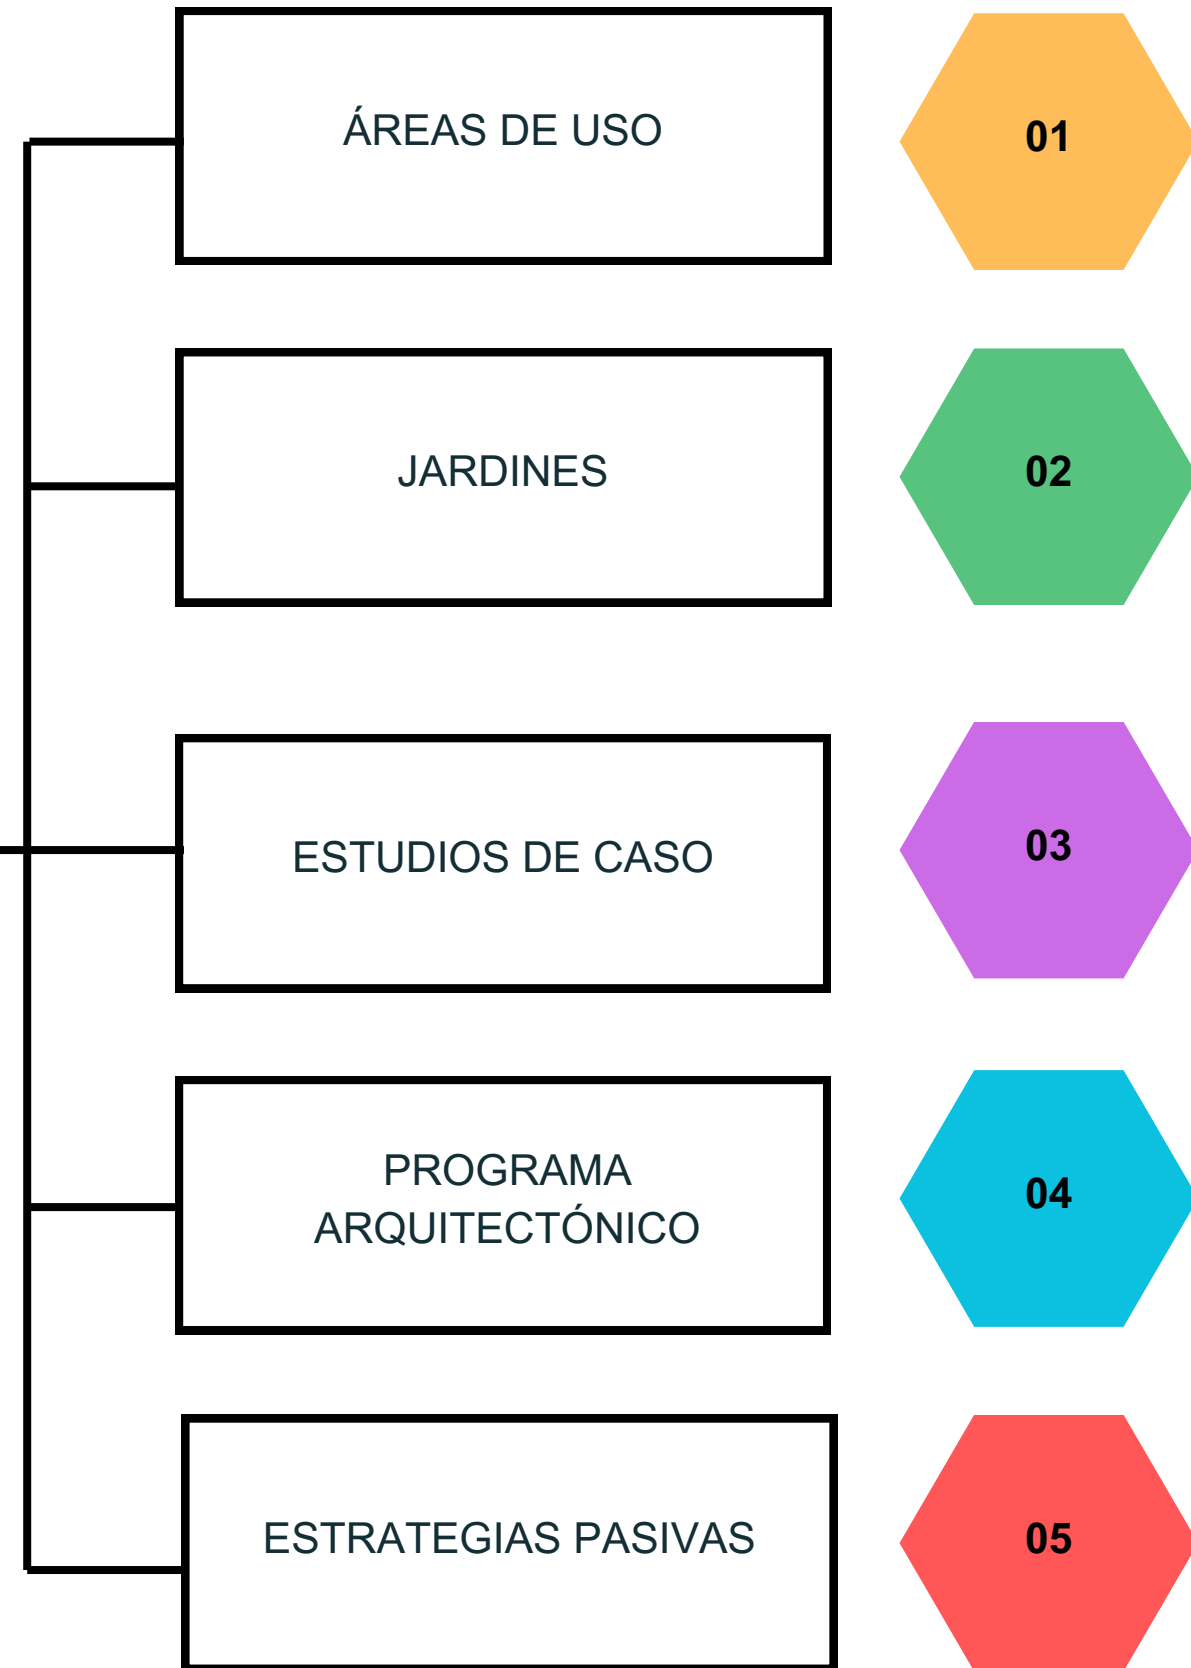 ÁREAS DE USO
01
JARDINES
02
ESTUDIOS DE CASO
03
PROGRAMA
ARQUITECTÓNICO
04
ESTRATEGIAS PASIVAS
05